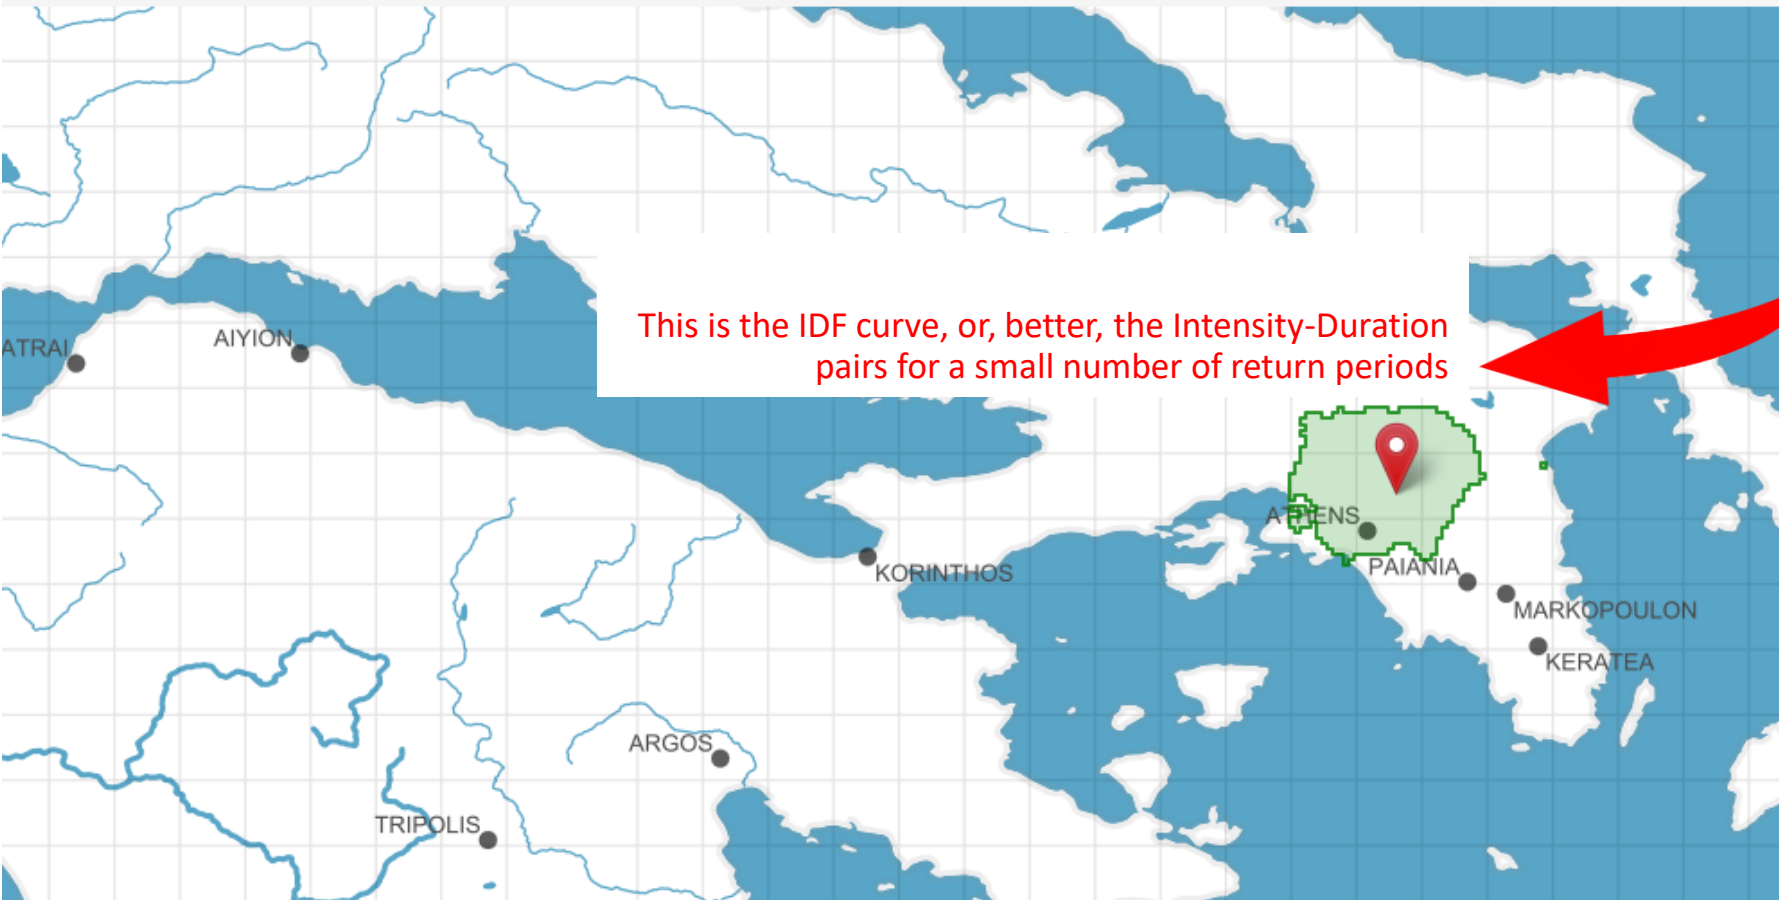 This is the IDF curve, or, better, the Intensity-Duration
pairs for a small number of return periods
ATRAI
AIYION
ATHENS
PAIANIA
KORINTHOS
MARKOPOULON
KERATEA
ARGOS
TRIPOLIS